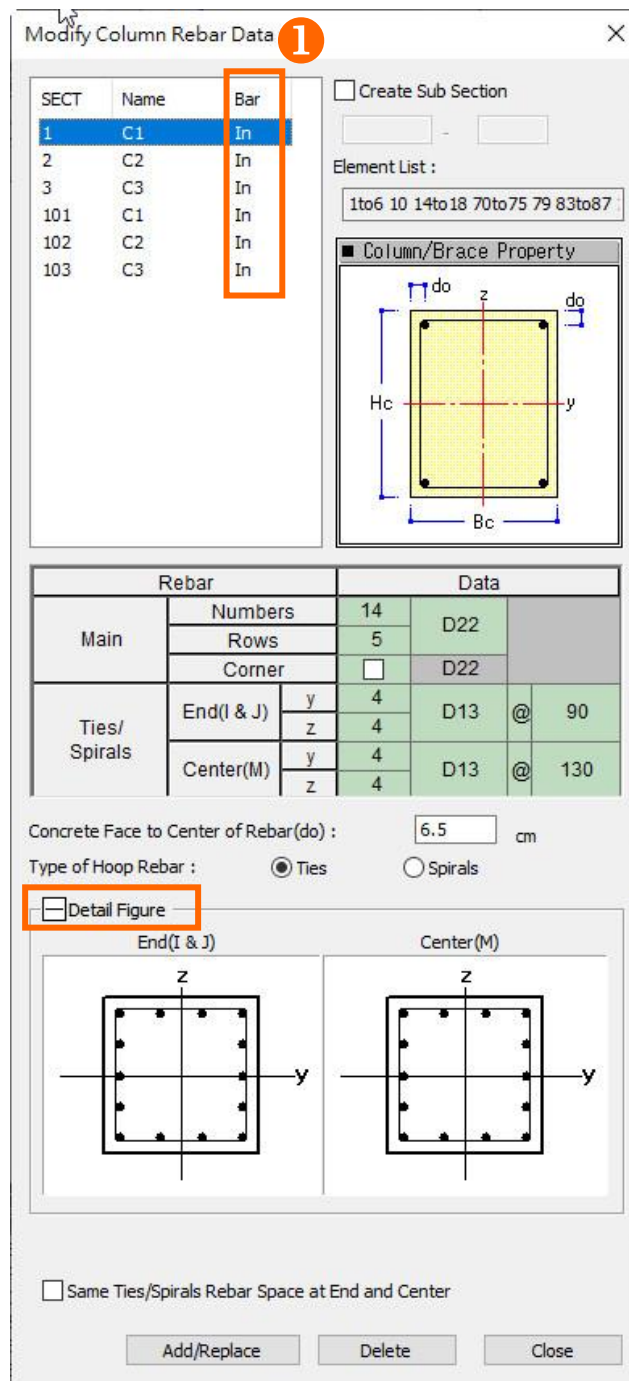 Modify Column Rebar Data
1
SECT Name Bar
1 C1 In
2 C2 In
3 C3 In
101 C1 In
102 C2 In
103 C3 In
Create Sub Section
-
Element List :
1to6 10 14to18 70to75 79 83to87
■ Column/Brace Property
do
z
do
Hc
y
Bc
Rebar Data
Main Numbers 14 D22
Rows 5
Corner D22
Ties/ Spirals End(I & J) y 4 D13 @ 90
z 4
Center(M) y 4 D13 @ 130
z 4
Concrete Face to Center of Rebar(do) : 6.5 cm
Type of Hoop Rebar : Ties Spirals
Detail Figure
End(I & J) Center(M)
z z
y y
Same Ties/Spirals Rebar Space at End and Center
Add/Replace Delete Close